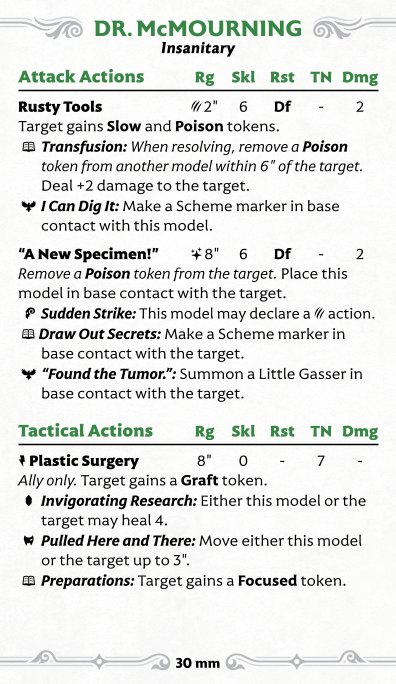 DR. McMOURNING
Insanitary
Attack Actions Rg Skl Rst TN Dmg
Rusty Tools 2" 6 Df - 2
Target gains Slow and Poison tokens.
Transfusion: When resolving, remove a Poison
token from another model within 6" of the target.
Deal +2 damage to the target.
I Can Dig It: Make a Scheme marker in base
contact with this model.
“A New Specimen!” 8" 6 Df - 2
Remove a Poison token from the target. Place this
model in base contact with the target.
Sudden Strike: This model may declare a action.
Draw Out Secrets: Make a Scheme marker in
base contact with the target.
“Found the Tumor.”: Summon a Little Gasser in
base contact with the target.
Tactical Actions Rg Skl Rst TN Dmg
Plastic Surgery 8" 0 - 7 -
Ally only. Target gains a Graft token.
Invigorating Research: Either this model or the
target may heal 4.
Pulled Here and There: Move either this model
or the target up to 3".
Preparations: Target gains a Focused token.
30 mm